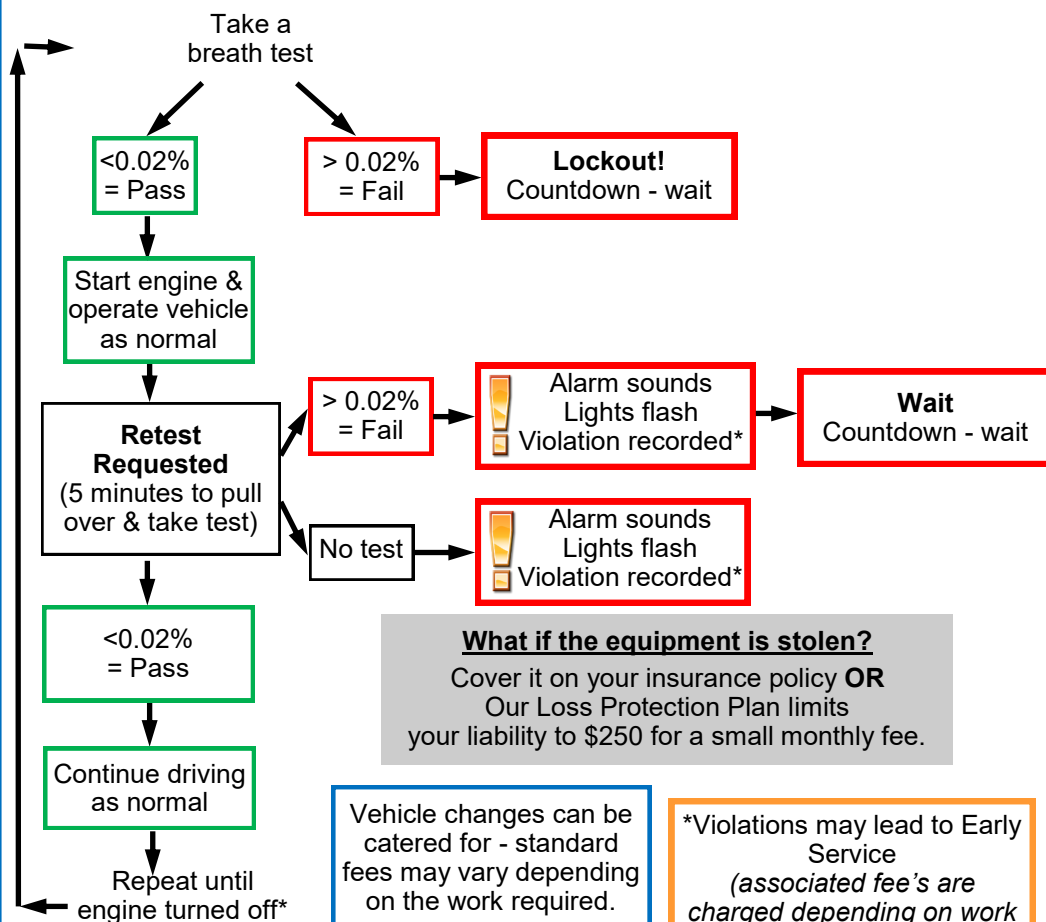 Take a
breath test
<0.02%
= Pass
> 0.02%
= Fail
Lockout!
Countdown - wait
Start engine &
operate vehicle
as normal
Retest
Requested
(5 minutes to pull
over & take test)
> 0.02%
= Fail
Alarm sounds
Lights flash
Violation recorded*
Wait
Countdown - wait
No test
Alarm sounds
Lights flash
Violation recorded*
<0.02%
= Pass
What if the equipment is stolen?
Cover it on your insurance policy OR
Our Loss Protection Plan limits
your liability to $250 for a small monthly fee.
Continue driving
as normal
Repeat until
engine turned off*
Vehicle changes can be
catered for - standard
fees may vary depending
on the work required.
*Violations may lead to Early
Service
(associated fee's are
charged depending on work